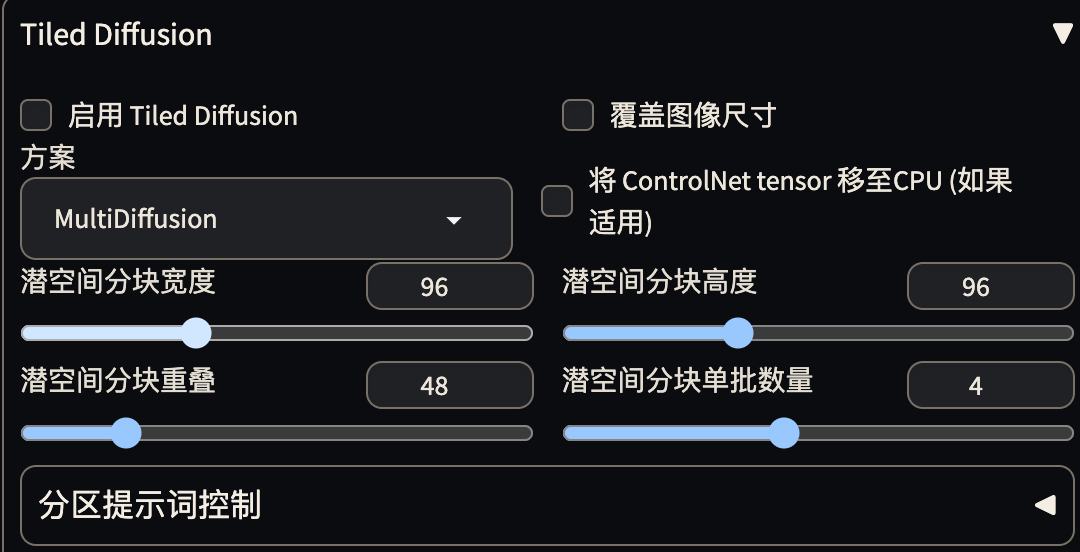 Tiled Diffusion
启用 Tiled Diffusion
覆盖图像尺寸
方案
MultiDiffusion
将 ControlNet tensor 移至CPU (如果
适用)
潜空间分块宽度
96
潜空间分块高度
96
潜空间分块重叠
48
潜空间分块单批数量
4
分区提示词控制